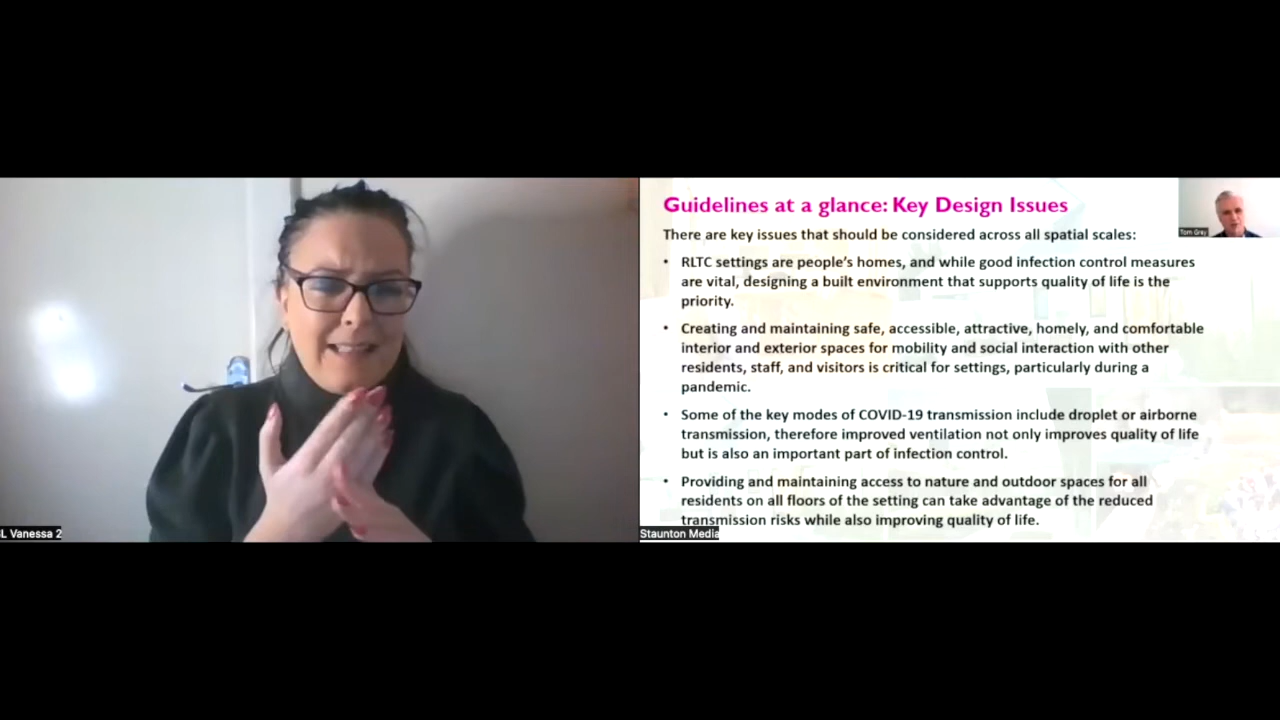 Guidelines at a glance: Key Design Issues
There are key issues that should be considered across all spatial scales:
• RLTC settings are people's homes, and while good infection control measures
are vital, designing a built environment that supports quality of life is the
priority.
• Creating and maintaining safe, accessible, attractive, homely, and comfortable
interior and exterior spaces for mobility and social interaction with other
residents, staff, and visitors is critical for settings, particularly during a
pandemic.
• Some of the key modes of COVID-19 transmission include droplet or airborne
transmission, therefore improved ventilation not only improves quality of life
but is also an important part of infection control.
• Providing and maintaining access to nature and outdoor spaces for all
residents on all floors of the setting can take advantage of the reduced
transmission risks while also improving quality of life.
Tom Grey
L Vanessa 2
Staunton Media